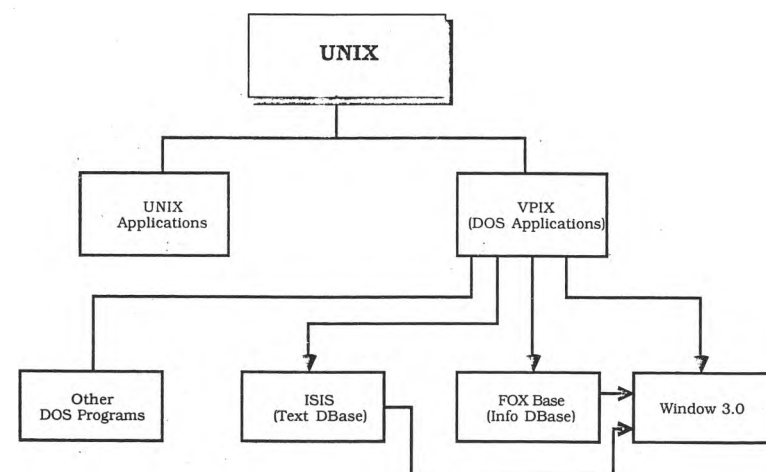 UNIX
UNIX
Applications
VPIX
(DOS Applications)
Other
DOS Programs
ISIS
(Text DBase)
FOX Base
(Info DBase)
Window 3.0